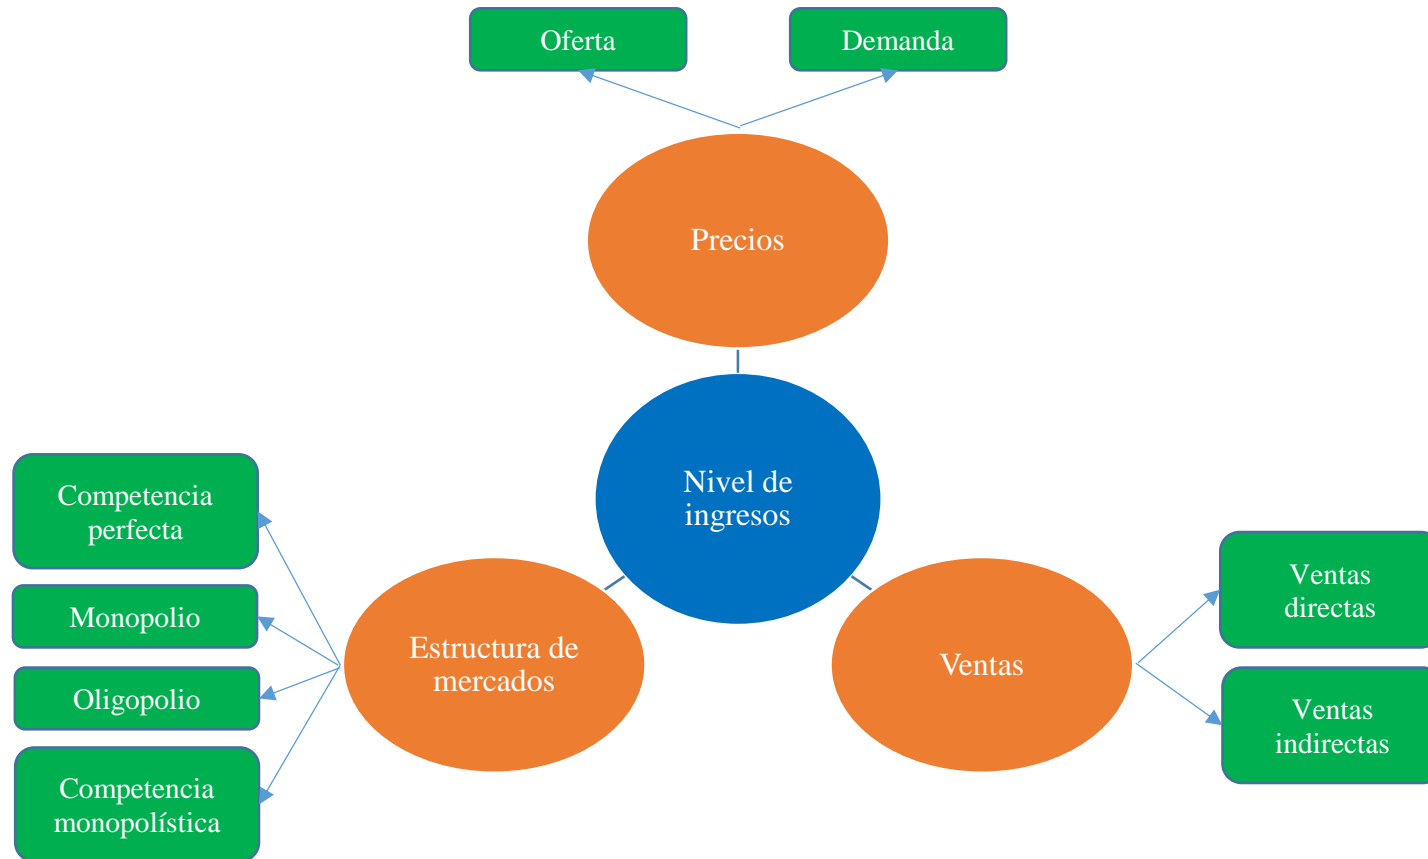 Oferta
Demanda
Precios
Nivel de
ingresos
Competencia
perfecta
Monopolio
Oligopolio
Competencia
monopolística
Estructura de
mercados
Ventas
Ventas
directas
Ventas
indirectas